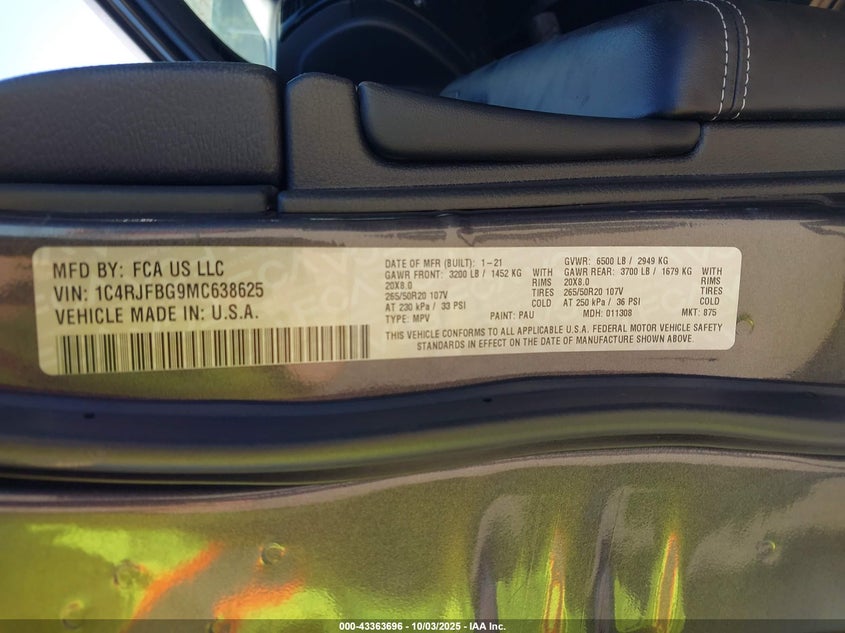 MFD BY: FCA US LLC
VIN: 1C4RJFBG9MC638625
VEHICLE MADE IN: U.S.A.
DATE OF MFR (BUILT): 1-21
GAWR FRONT: 3200 LB / 1452 KG WITH
20X8.0 RIMS
265/50R20 107V TIRES
AT 230 kPa / 33 PSI COLD
TYPE: MPV PAINT: PAU
GVWR: 6500 LB / 2949 KG
GAWR REAR: 3700 LB / 1679 KG WITH
20X8.0 RIMS
265/50R20 107V TIRES
AT 250 kPa / 36 PSI COLD
MDH: 011308 MKT: 875
THIS VEHICLE CONFORMS TO ALL APPLICABLE U.S.A. FEDERAL MOTOR VEHICLE SAFETY
STANDARDS IN EFFECT ON THE DATE OF MANUFACTURE SHOWN ABOVE.
000-43363696 - 10/03/2025 - IAA Inc.